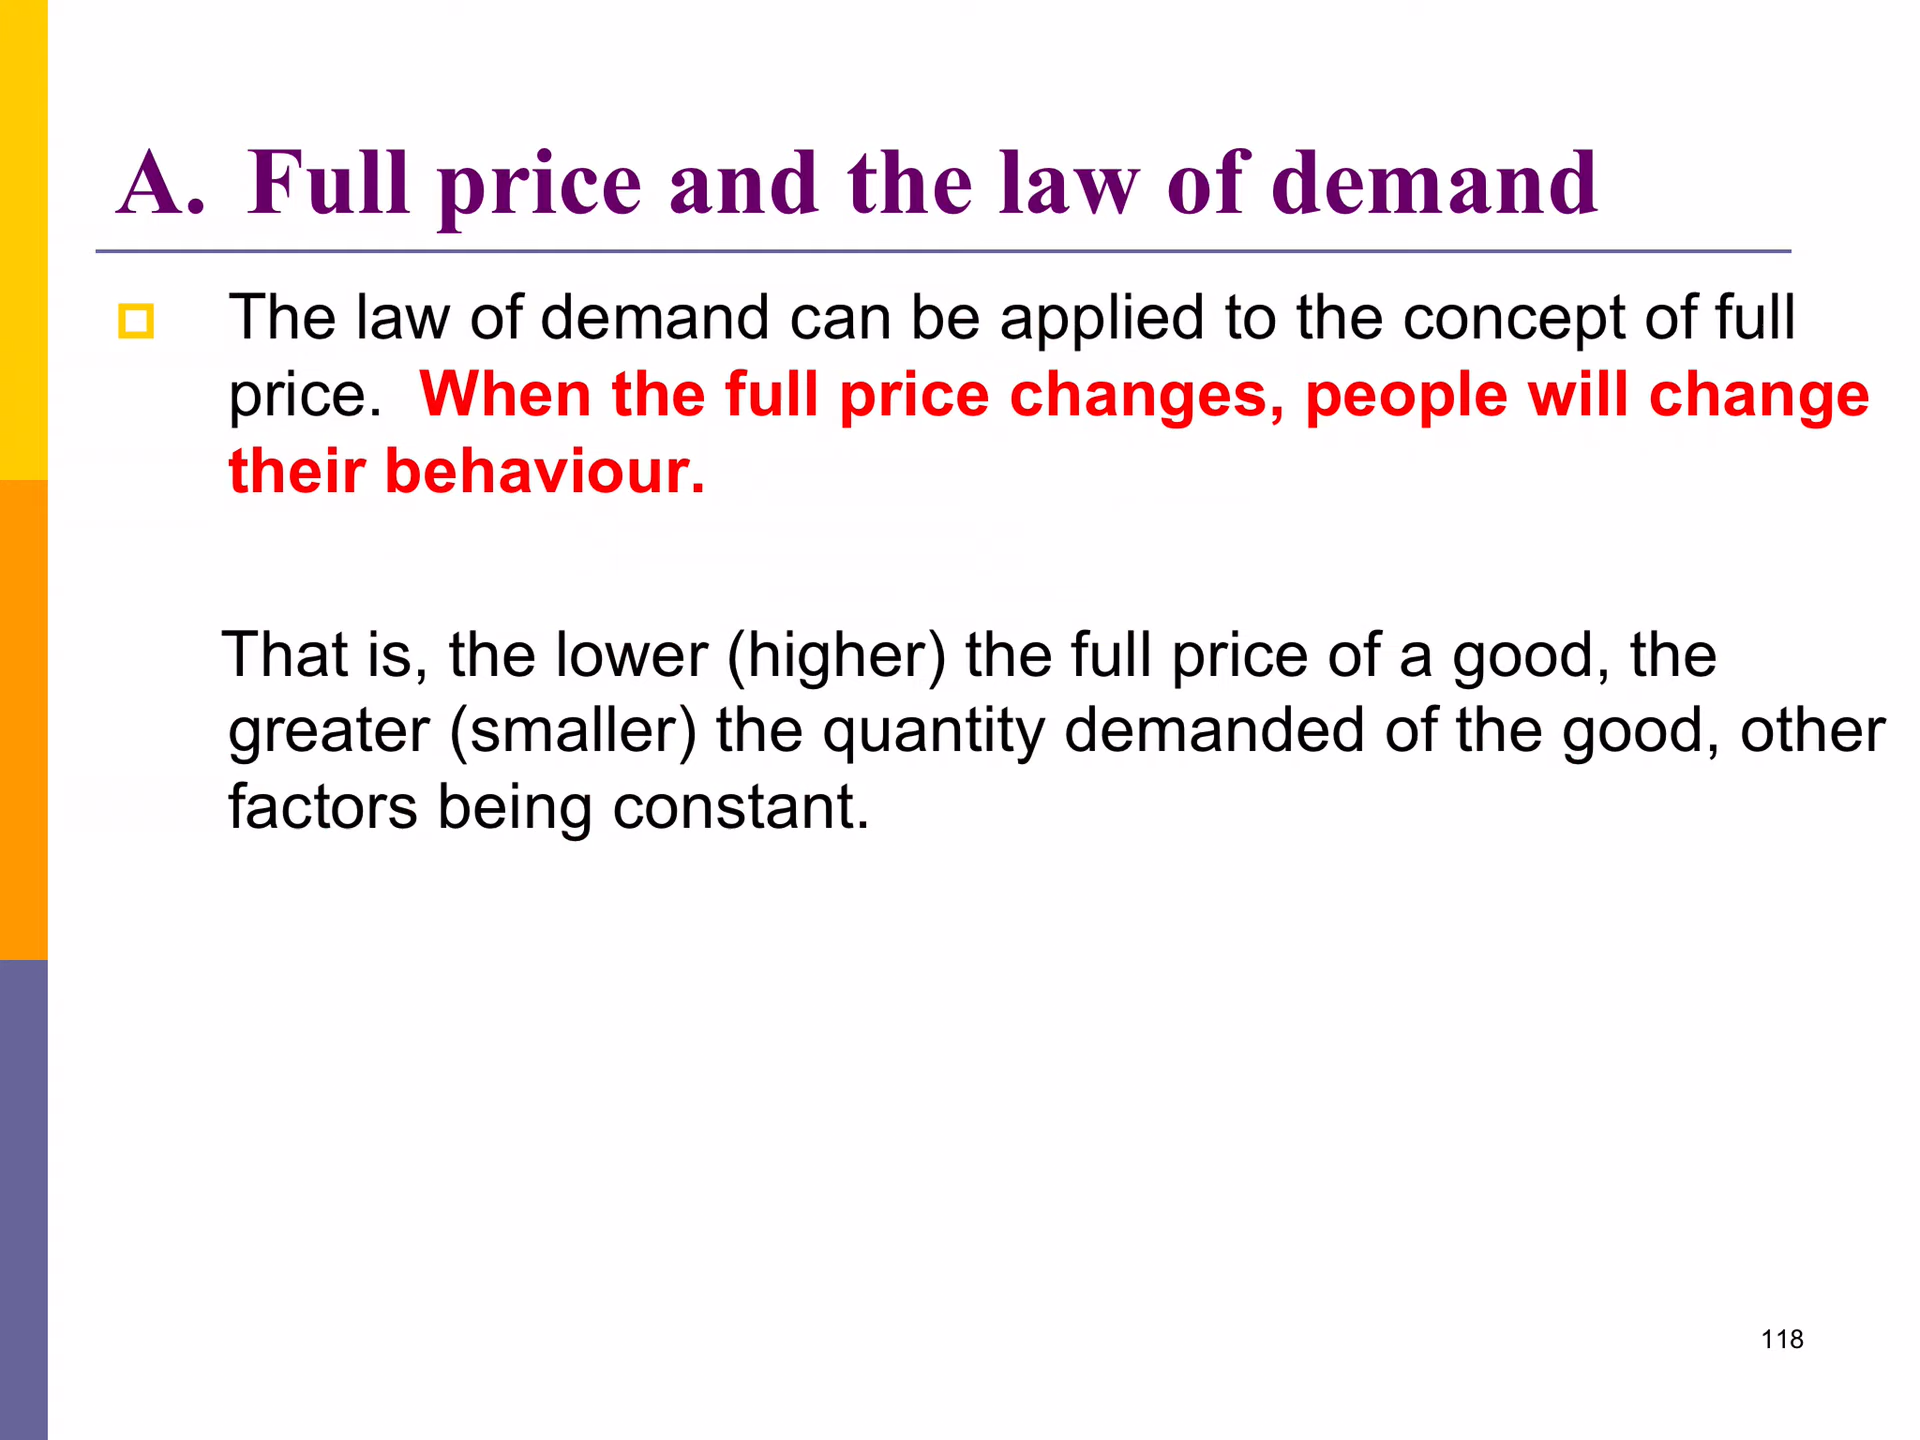 A. Full price and the law of demand
The law of demand can be applied to the concept of full
price. When the full price changes, people will change
their behaviour.
That is, the lower (higher) the full price of a good, the
greater (smaller) the quantity demanded of the good, other
factors being constant.
118